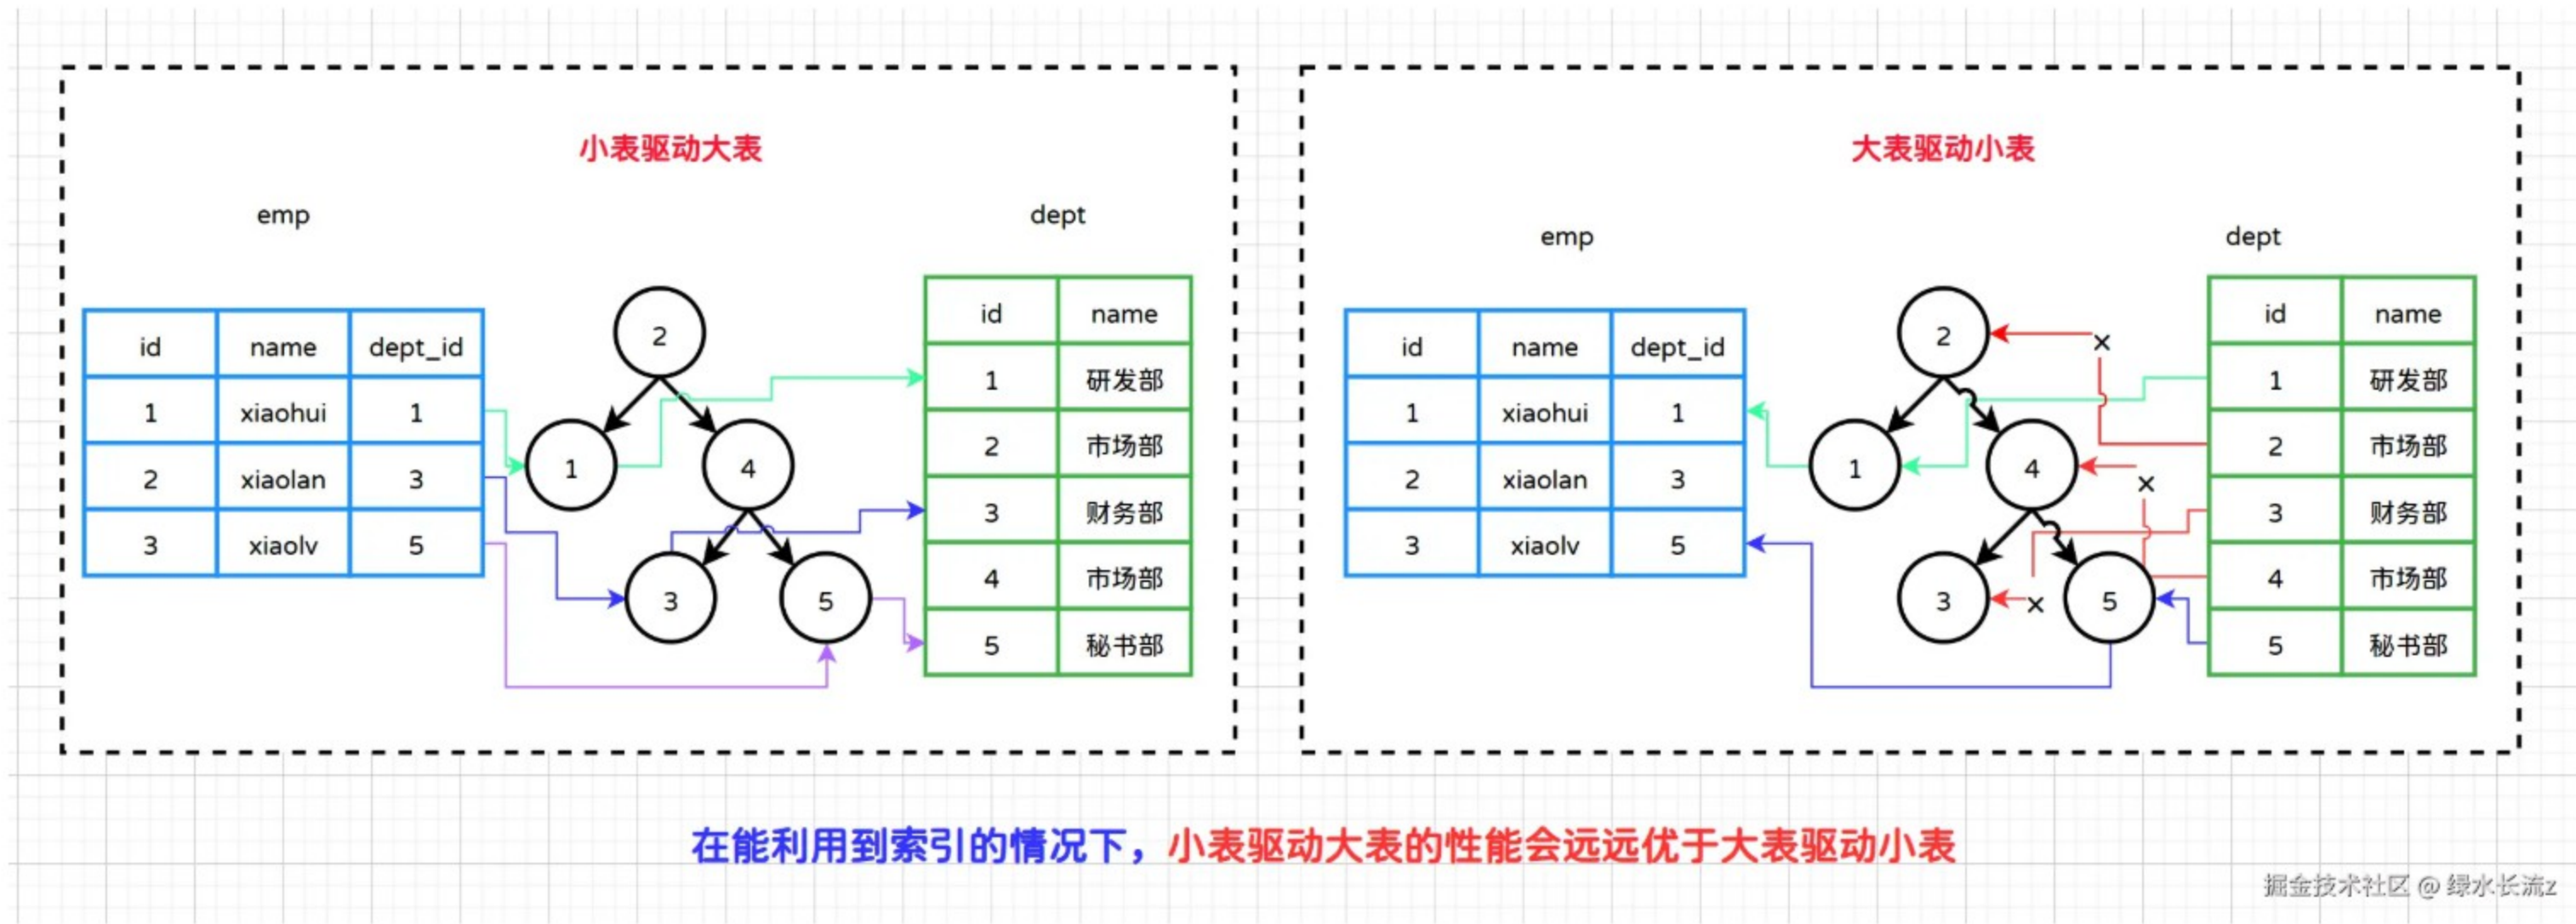 小表驱动大表
emp
dept
id name dept_id
1 xiaohui 1
2 xiaolan 3
3 xiaolv 5
2
1
4
3
5
id name
1 研发部
2 市场部
3 财务部
4 市场部
5 秘书部
大表驱动小表
emp
dept
id name dept_id
1 xiaohui 1
2 xiaolan 3
3 xiaolv 5
2
1
4
3
5
×
×
×
id name
1 研发部
2 市场部
3 财务部
4 市场部
5 秘书部
在能利用到索引的情况下，小表驱动大表的性能会远远优于大表驱动小表
掘金技术社区 @ 绿水长流z